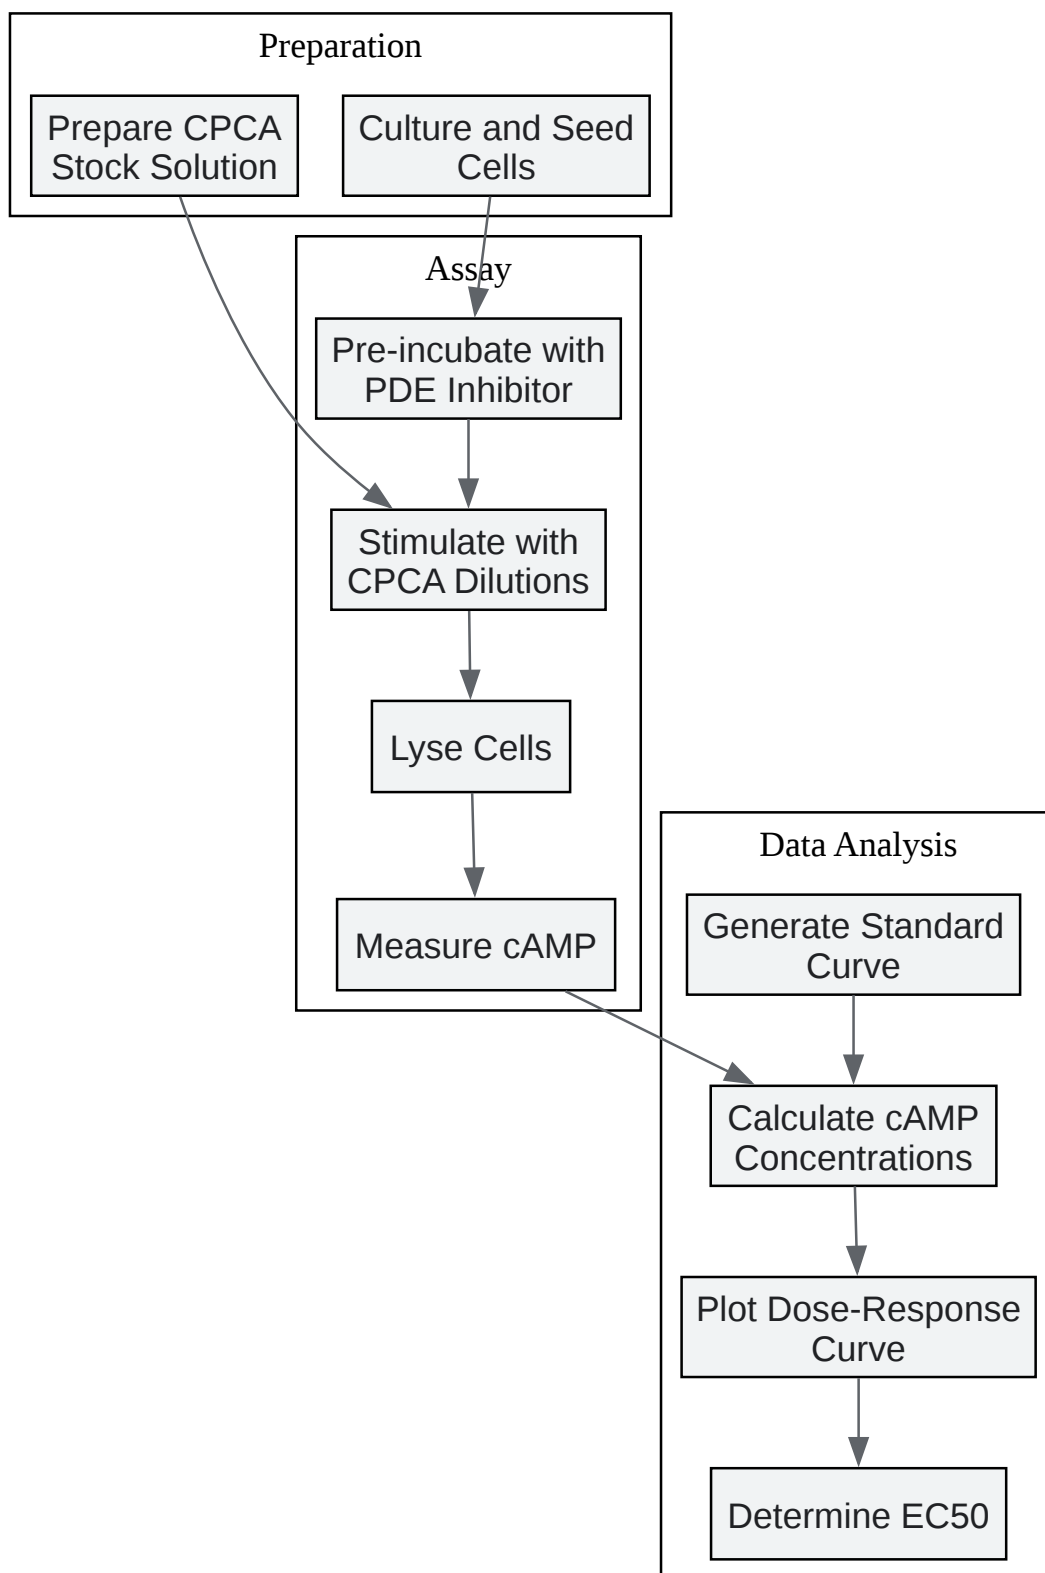 Preparation
Prepare CPCA
Stock Solution
Culture and Seed
Cells
Assay
Pre-incubate with
PDE Inhibitor
Stimulate with
CPCA Dilutions
Lyse Cells
Measure cAMP
Data Analysis
Generate Standard
Curve
Calculate cAMP
Concentrations
Plot Dose-Response
Curve
Determine EC50